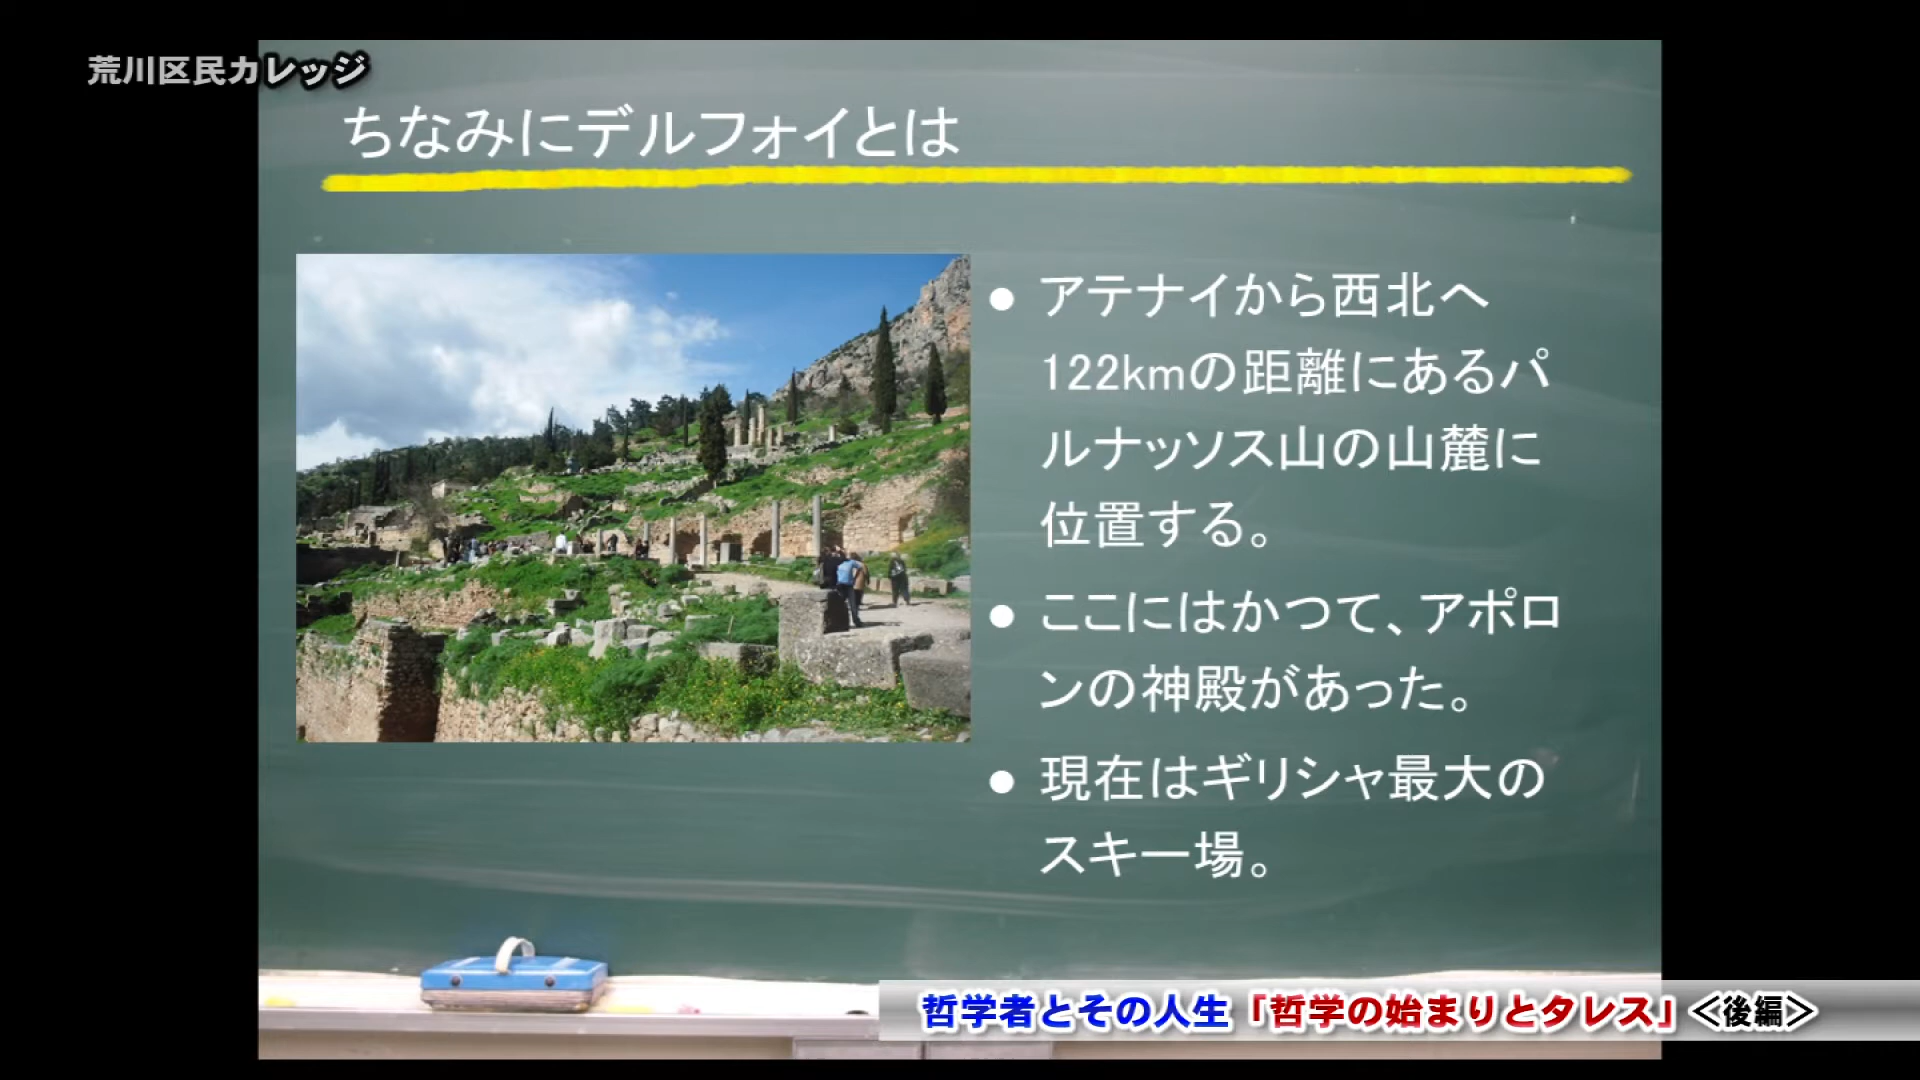 荒川区民カレッジ
ちなみにデルフォイとは
● アテナイから西北へ
122kmの距離にあるパ
ルナッソス山の山麓に
位置する。
● ここにはかつて、アポロ
ンの神殿があった。
● 現在はギリシャ最大の
スキー場。
哲学者とその人生「哲学の始まりとタレス」＜後編＞